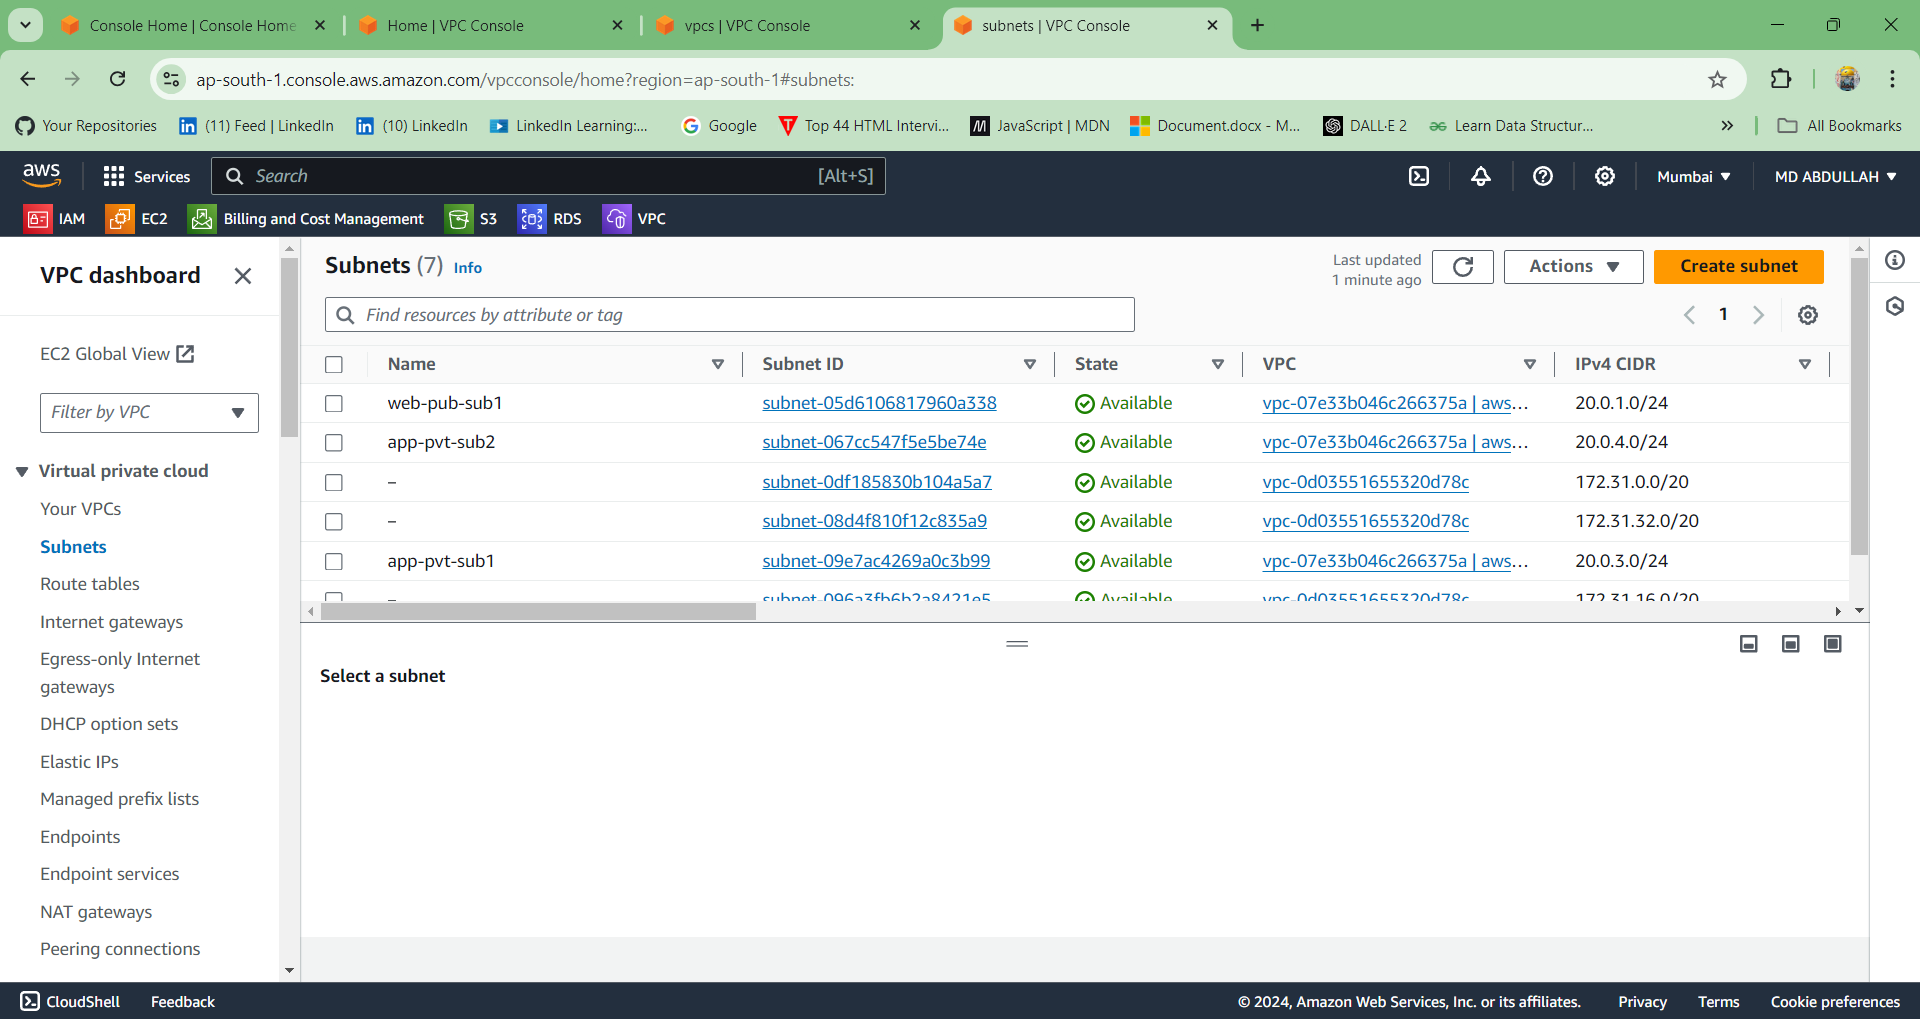 Console Home | Console Home
Home | VPC Console
vpcs | VPC Console
subnets | VPC Console
ap-south-1.console.aws.amazon.com/vpcconsole/home?region=ap-south-1#subnets:
Your Repositories
(11) Feed | LinkedIn
(10) LinkedIn
LinkedIn Learning:...
Google
Top 44 HTML Intervi...
JavaScript | MDN
Document.docx - M...
DALL·E 2
Learn Data Structur...
All Bookmarks
aws
Services
Search
[Alt+S]
Mumbai
MD ABDULLAH
IAM
EC2
Billing and Cost Management
S3
RDS
VPC
VPC dashboard
EC2 Global View
Filter by VPC
Virtual private cloud
Your VPCs
Subnets
Route tables
Internet gateways
Egress-only Internet
gateways
DHCP option sets
Elastic IPs
Managed prefix lists
Endpoints
Endpoint services
NAT gateways
Peering connections
Subnets (7) Info
Last updated
1 minute ago
Actions
Create subnet
Find resources by attribute or tag
1
Name Subnet ID State VPC IPv4 CIDR
web-pub-sub1 subnet-05d6106817960a338 Available vpc-07e33b046c266375a | aws... 20.0.1.0/24
app-pvt-sub2 subnet-067cc547f5e5be74e Available vpc-07e33b046c266375a | aws... 20.0.4.0/24
– subnet-0df185830b104a5a7 Available vpc-0d03551655320d78c 172.31.0.0/20
– subnet-08d4f810f12c835a9 Available vpc-0d03551655320d78c 172.31.32.0/20
app-pvt-sub1 subnet-09e7ac4269a0c3b99 Available vpc-07e33b046c266375a | aws... 20.0.3.0/24
– subnet-096a3fb6b2a8421e5 Available vpc-0d03551655320d78c 172.31.16.0/20
Select a subnet
CloudShell
Feedback
© 2024, Amazon Web Services, Inc. or its affiliates.
Privacy
Terms
Cookie preferences